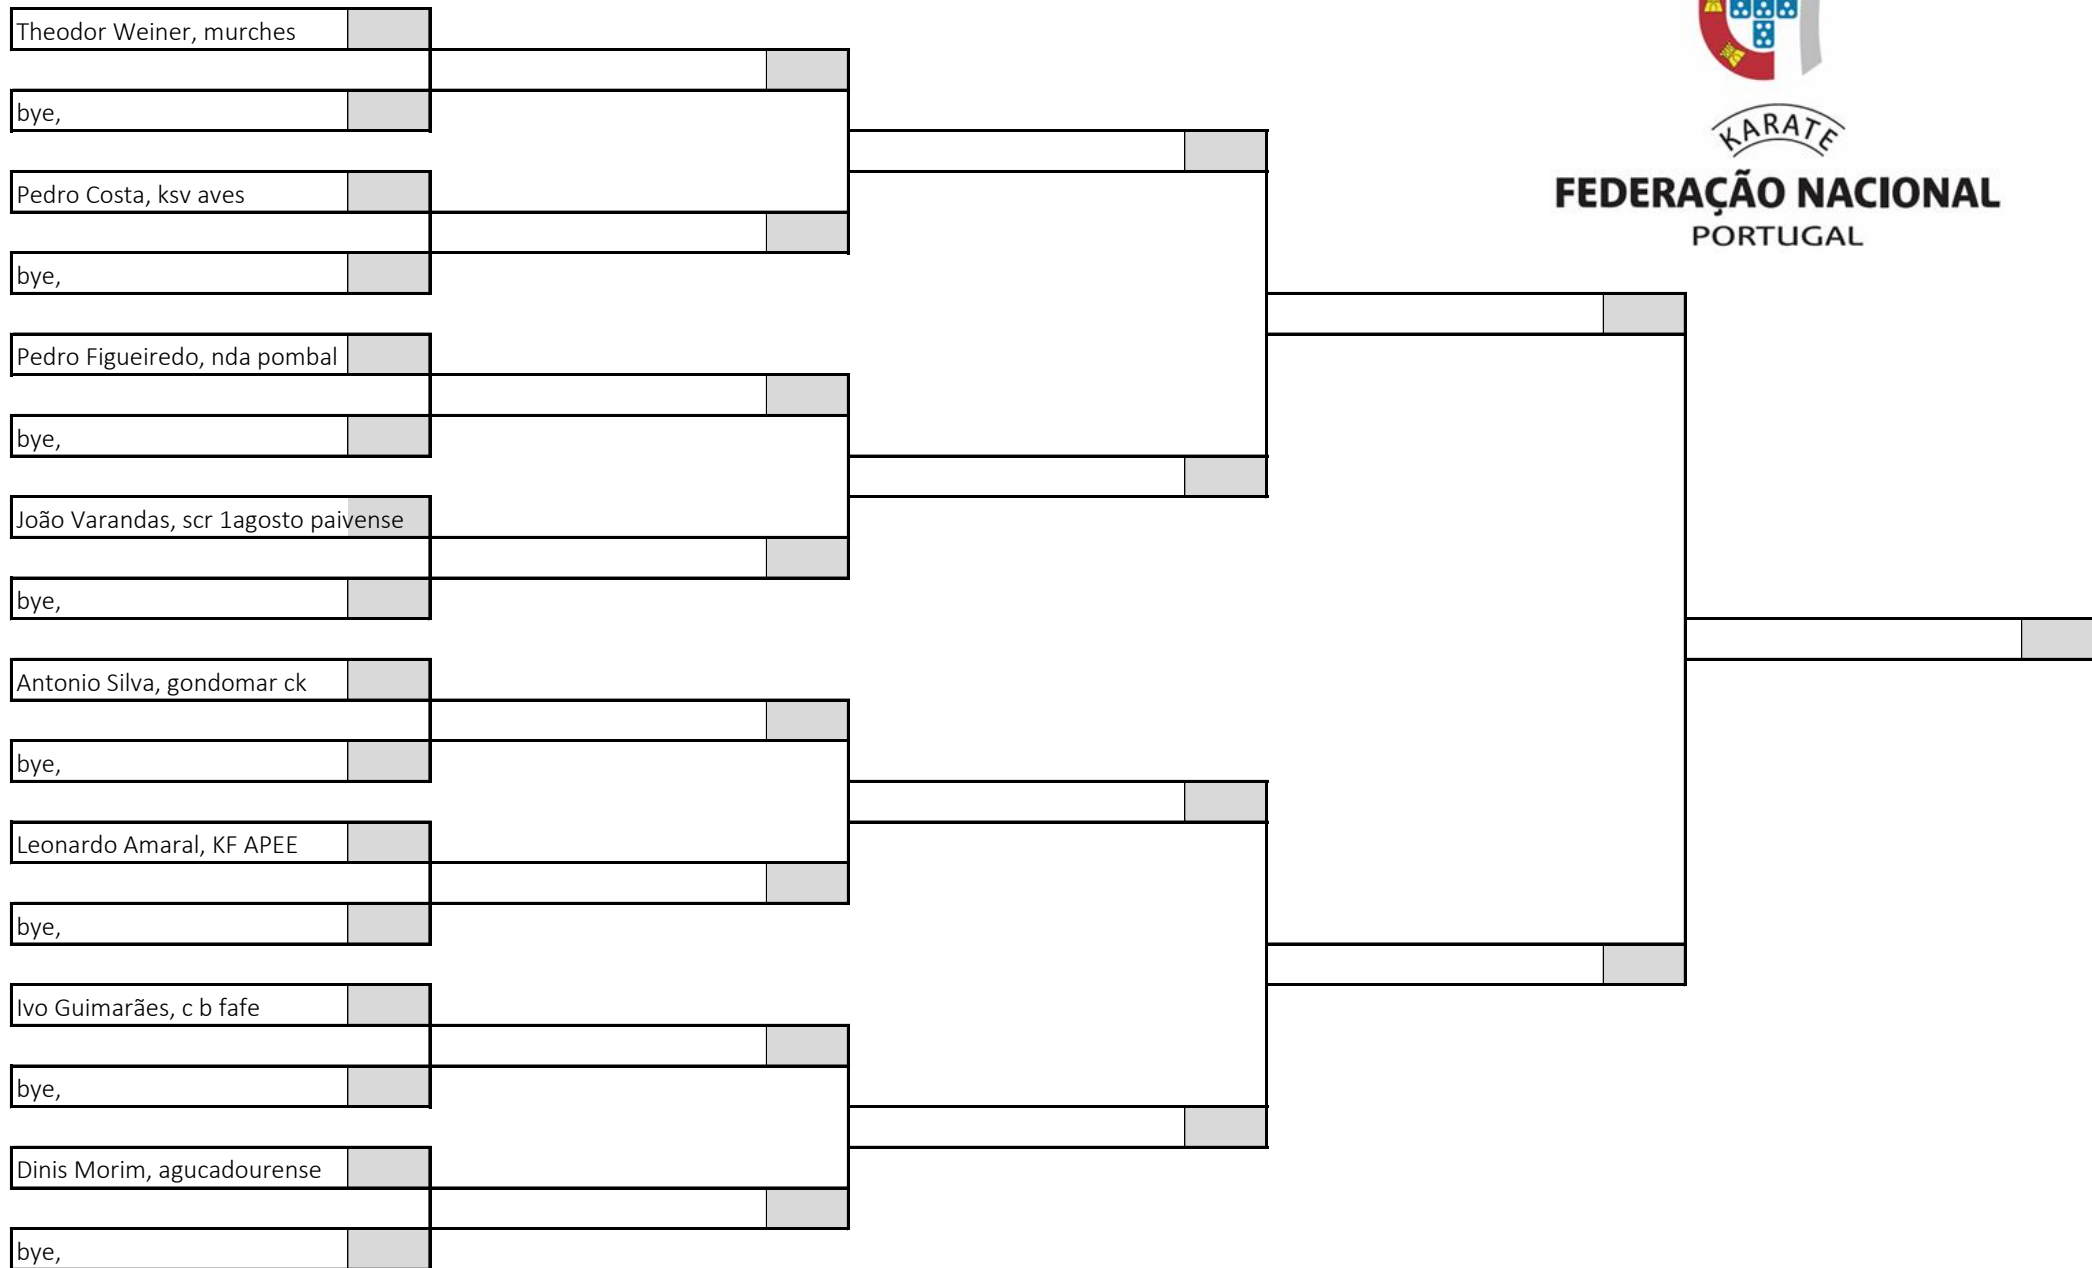 Theodor Weiner, murches
bye,
Pedro Costa, ksv aves
bye,
Pedro Figueiredo, nda pombal
bye,
João Varandas, scr 1agosto paivense
bye,
Antonio Silva, gondomar ck
bye,
Leonardo Amaral, KF APEE
bye,
Ivo Guimarães, c b fafe
bye,
Dinis Morim, agucadourense
bye,
KARATE
FEDERAÇÃO NACIONAL
PORTUGAL